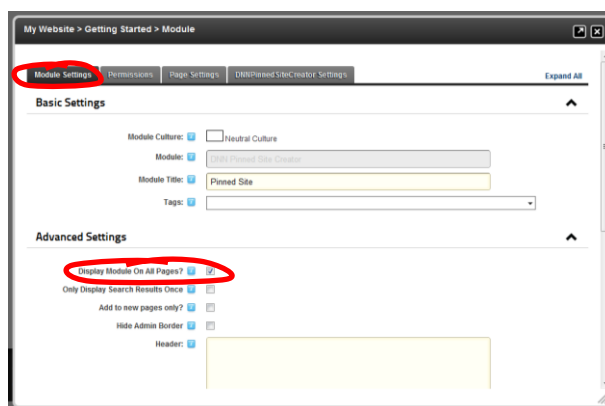 My Website > Getting Started > Module
Module Settings Permissions Page Settings DNNPinnedSiteCreator Settings Expand All
Basic Settings
Module Culture: Neutral Culture
Module: DNN Pinned Site Creator
Module Title: Pinned Site
Tags:
Advanced Settings
Display Module On All Pages?
Only Display Search Results Once
Add to new pages only?
Hide Admin Border
Header: